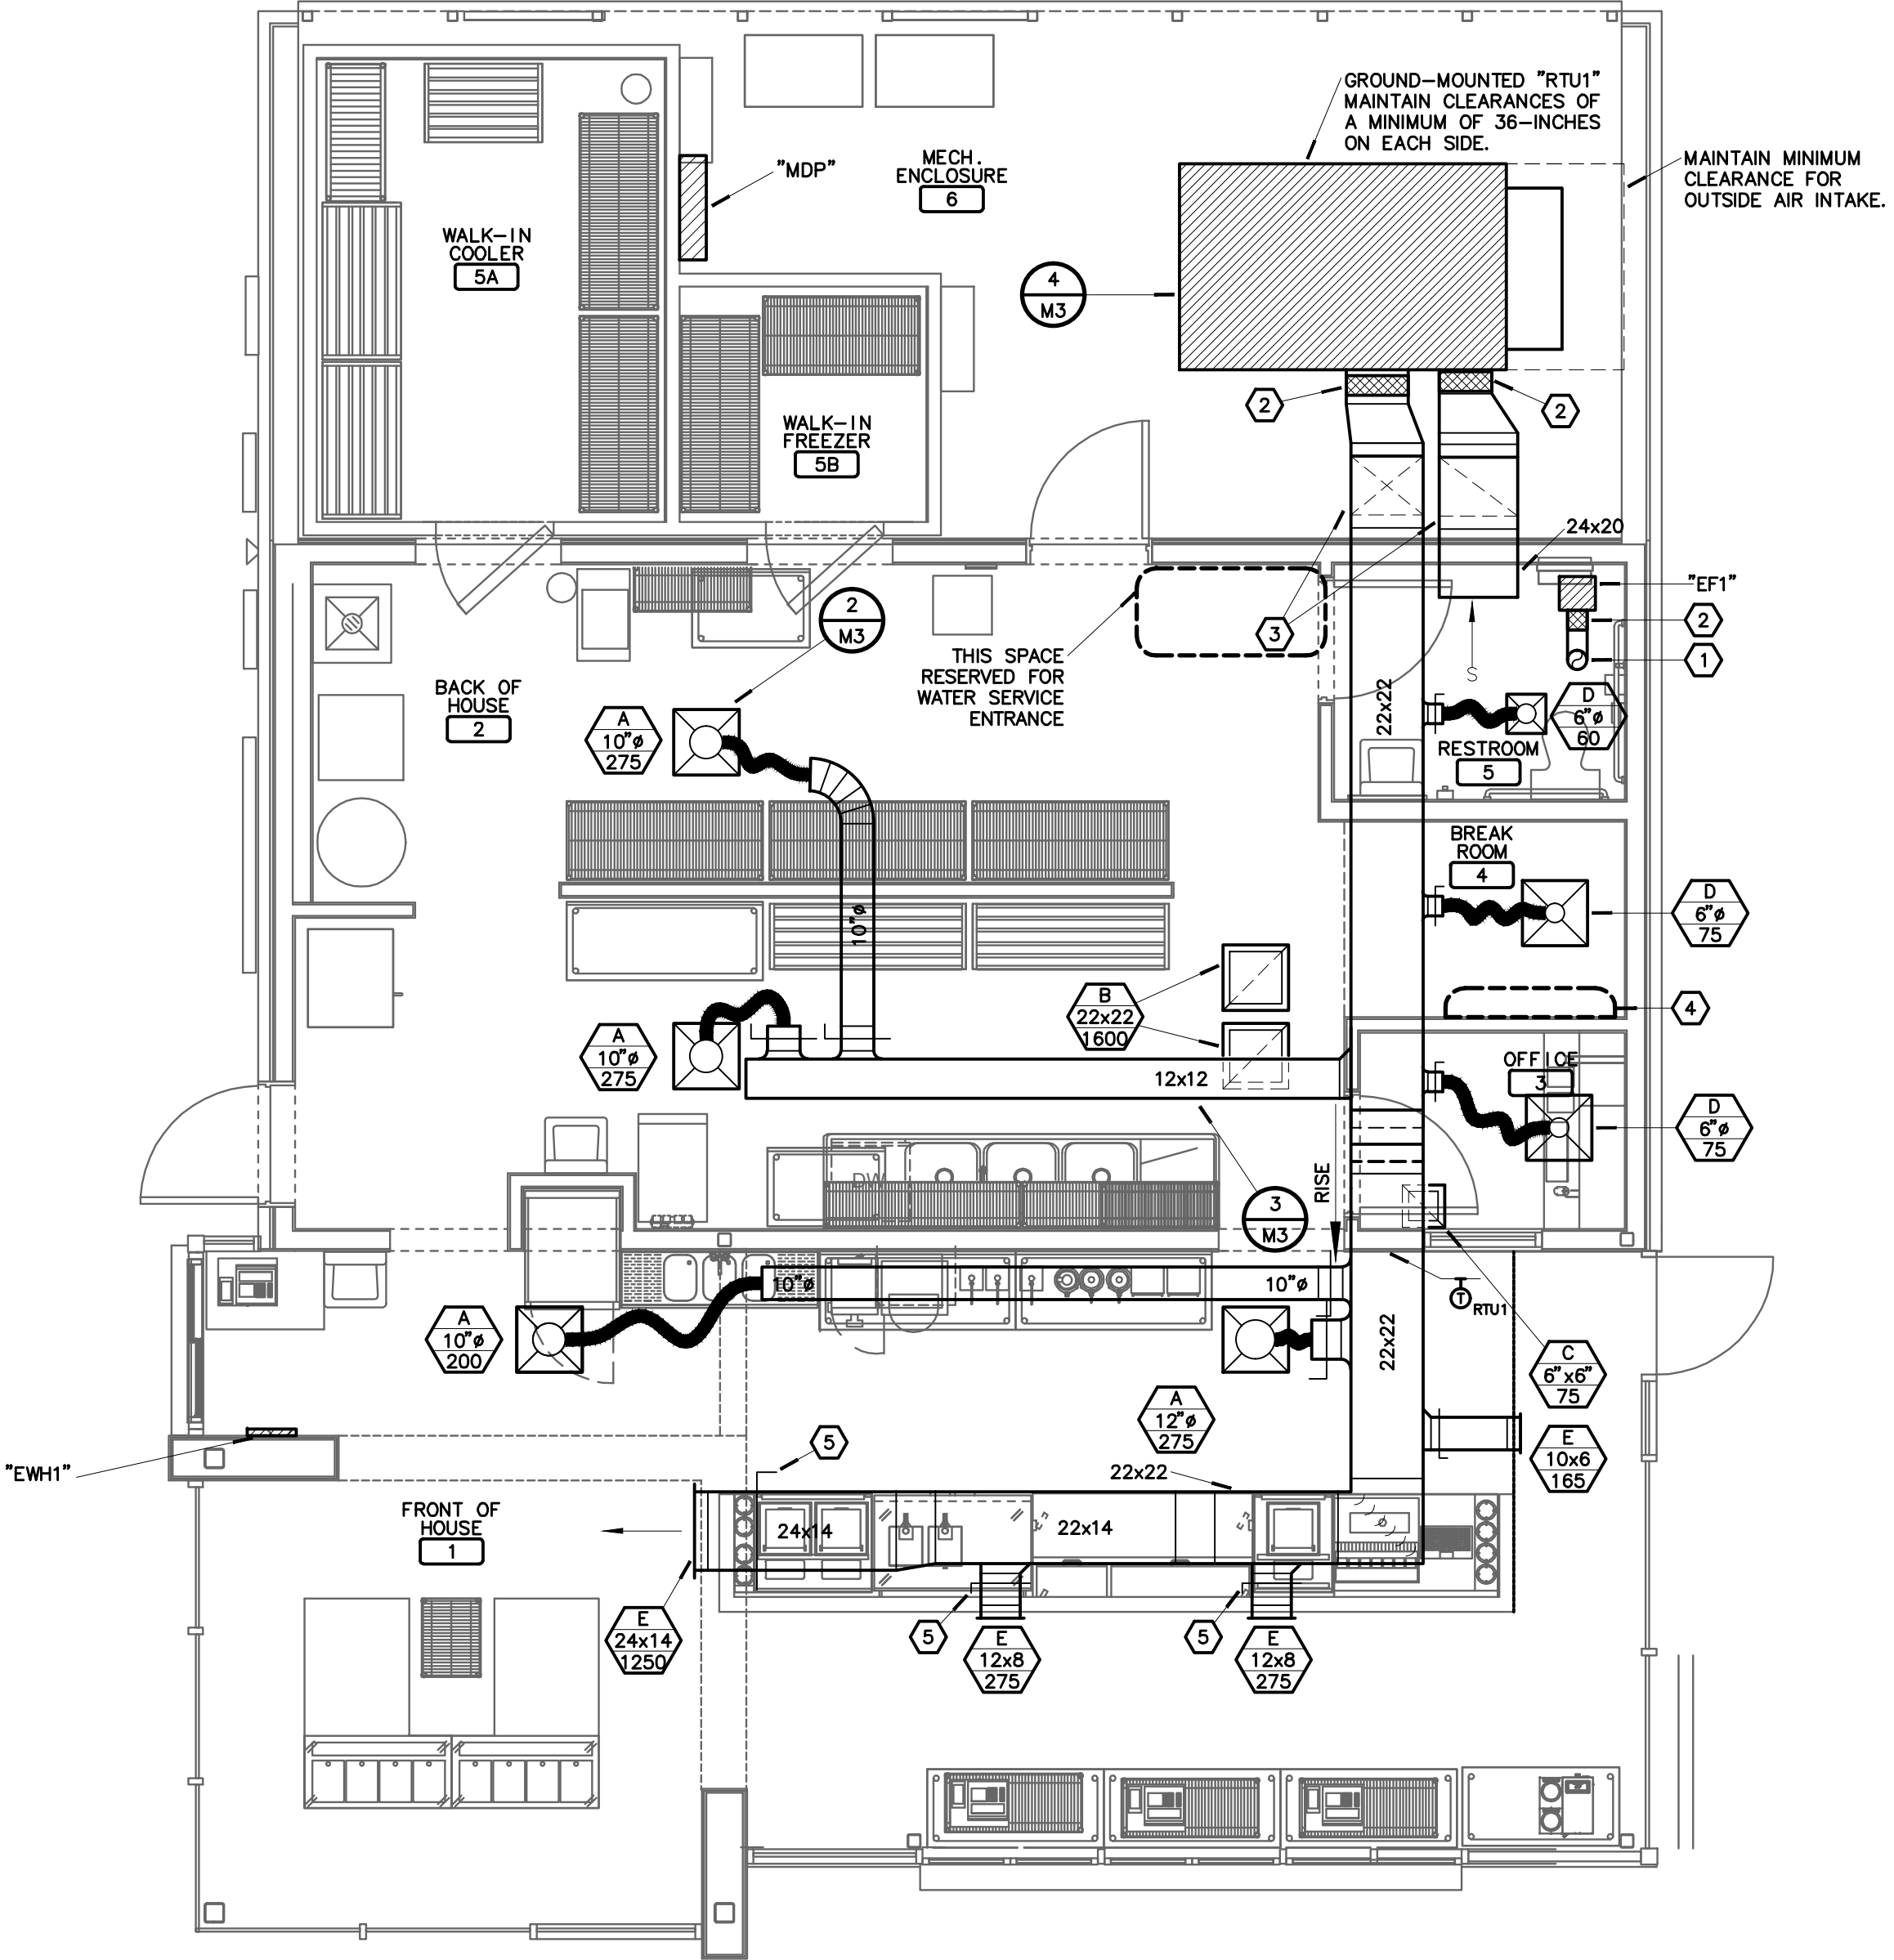 GROUND-MOUNTED "RTU1"
MAINTAIN CLEARANCES OF
A MINIMUM OF 36-INCHES
ON EACH SIDE.
MAINTAIN MINIMUM
CLEARANCE FOR
OUTSIDE AIR INTAKE.
"MDP"
MECH.
ENCLOSURE
6
WALK-IN
COOLER
5A
4
M3
WALK-IN
FREEZER
5B
2
2
24x20
"EF1"
2
1
2
M3
3
THIS SPACE
RESERVED FOR
WATER SERVICE
ENTRANCE
S
BACK OF
HOUSE
2
A
10"ø
275
22x22
D
6"ø
60
RESTROOM
5
BREAK
ROOM
4
D
6"ø
75
10"ø
B
22x22
1600
4
A
10"ø
275
12x12
OFFICE
3
D
6"ø
75
DW
RISE
3
M3
10"ø
10"ø
T
RTU1
A
10"ø
200
22x22
C
6"x6"
75
A
12"ø
275
5
E
10x6
165
"EWH1"
22x22
FRONT OF
HOUSE
1
24x14
22x14
E
24x14
1250
5
E
12x8
275
5
E
12x8
275